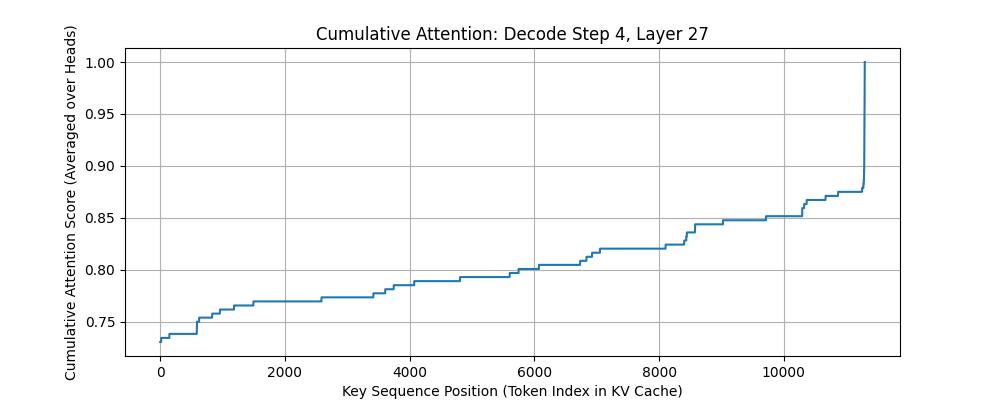 Cumulative Attention: Decode Step 4, Layer 27
Cumulative Attention Score (Averaged over Heads)
1.00
0.95
0.90
0.85
0.80
0.75
0 2000 4000 6000 8000 10000
Key Sequence Position (Token Index in KV Cache)